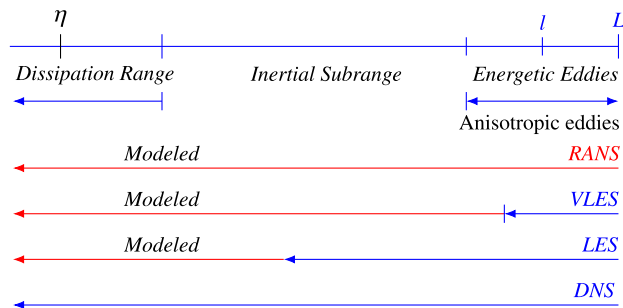 η l L
Dissipation Range Inertial Subrange Energetic Eddies
Anisotropic eddies
Modeled RANS
Modeled VLES
Modeled LES
DNS